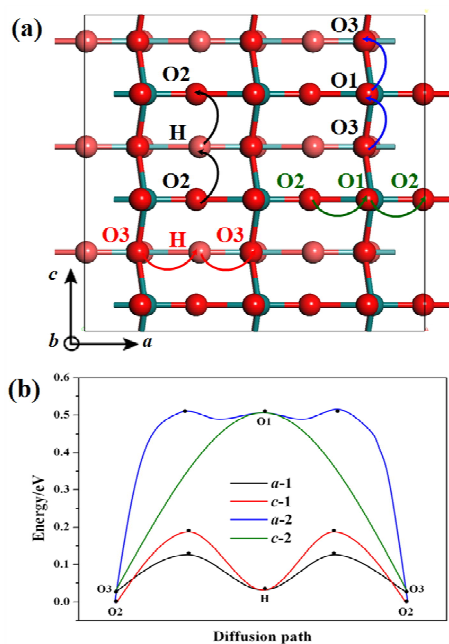 (a)
O3
O2
O1
H
O3
O2
O2
O1
O2
O3
H
O3
c
b
a
(b)
0.6
0.5
0.4
0.3
0.2
0.1
0.0
Energy/eV
O1
a-1
c-1
a-2
c-2
O3
O3
H
O2
O2
Diffusion path